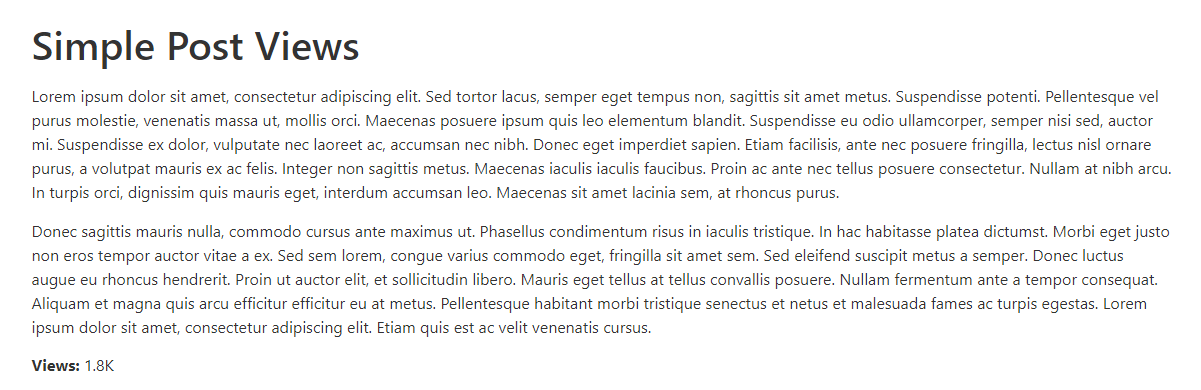 Simple Post Views
Lorem ipsum dolor sit amet, consectetur adipiscing elit. Sed tortor lacus, semper eget tempus non, sagittis sit amet metus. Suspendisse potenti. Pellentesque vel
purus molestie, venenatis massa ut, mollis orci. Maecenas posuere ipsum quis leo elementum blandit. Suspendisse eu odio ullamcorper, semper nisi sed, auctor
mi. Suspendisse ex dolor, vulputate nec laoreet ac, accumsan nec nibh. Donec eget imperdiet sapien. Etiam facilisis, ante nec posuere fringilla, lectus nisl ornare
purus, a volutpat mauris ex ac felis. Integer non sagittis metus. Maecenas iaculis iaculis faucibus. Proin ac ante nec tellus posuere consectetur. Nullam at nibh arcu.
In turpis orci, dignissim quis mauris eget, interdum accumsan leo. Maecenas sit amet lacinia sem, at rhoncus purus.
Donec sagittis mauris nulla, commodo cursus ante maximus ut. Phasellus condimentum risus in iaculis tristique. In hac habitasse platea dictumst. Morbi eget justo
non eros tempor auctor vitae a ex. Sed sem lorem, congue varius commodo eget, fringilla sit amet sem. Sed eleifend suscipit metus a semper. Donec luctus
augue eu rhoncus hendrerit. Proin ut auctor elit, et sollicitudin libero. Mauris eget tellus at tellus convallis posuere. Nullam fermentum ante a tempor consequat.
Aliquam et magna quis arcu efficitur efficitur eu at metus. Pellentesque habitant morbi tristique senectus et netus et malesuada fames ac turpis egestas. Lorem
ipsum dolor sit amet, consectetur adipiscing elit. Etiam quis est ac velit venenatis cursus.
Views: 1.8K